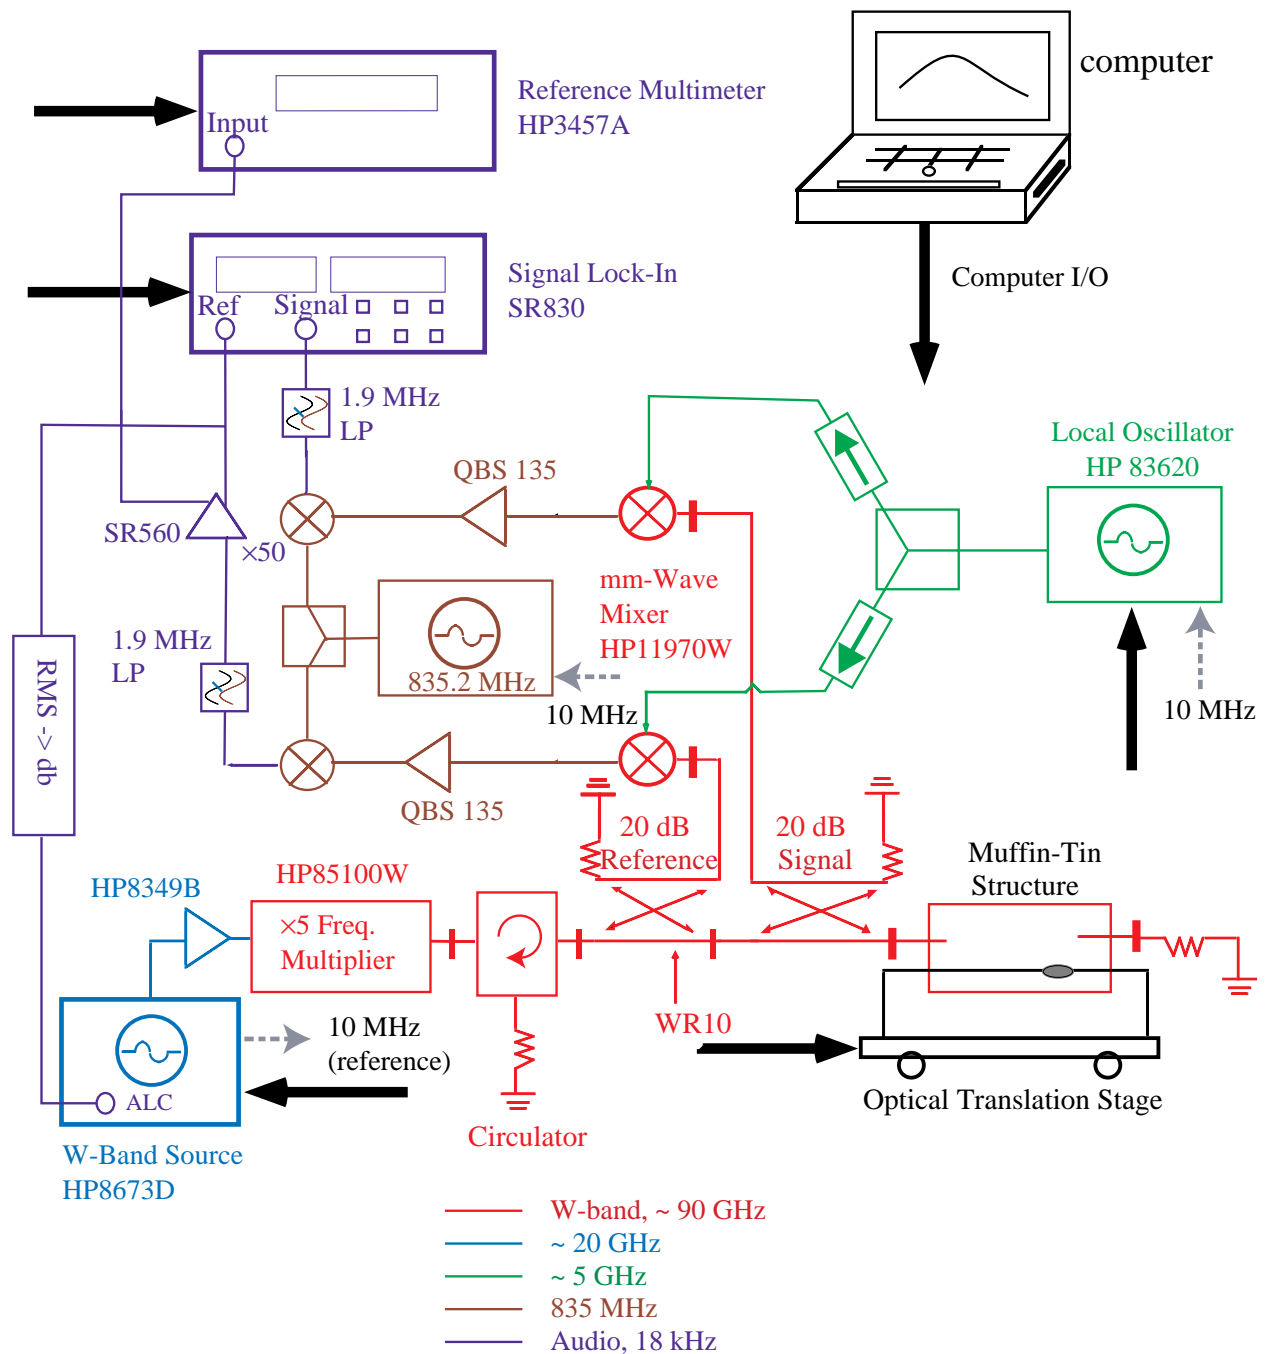 computer
Reference Multimeter
HP3457A
Input
Computer I/O
Signal Lock-In
SR830
Ref
Signal
1.9 MHz
LP
QBS 135
Local Oscillator
HP 83620
SR560
×50
mm-Wave
Mixer
HP11970W
1.9 MHz
LP
835.2 MHz
10 MHz
10 MHz
RMS -> db
QBS 135
20 dB
Reference
20 dB
Signal
Muffin-Tin
Structure
HP8349B
HP85100W
×5 Freq.
Multiplier
WR10
10 MHz
(reference)
ALC
Optical Translation Stage
Circulator
W-Band Source
HP8673D
W-band, ~ 90 GHz
~ 20 GHz
~ 5 GHz
835 MHz
Audio, 18 kHz